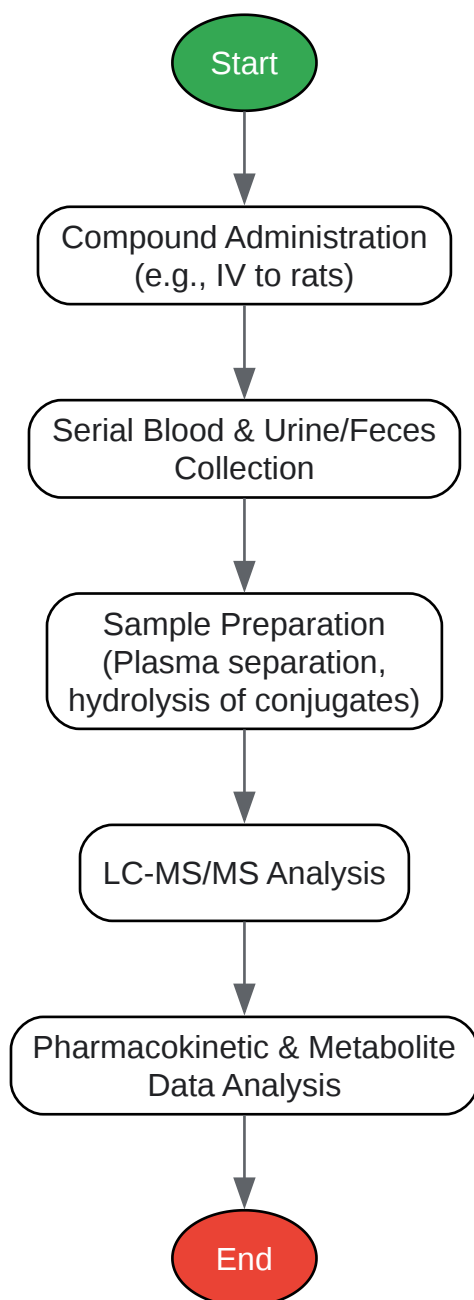 Start
Compound Administration
(e.g., IV to rats)
Serial Blood & Urine/Feces
Collection
Sample Preparation
(Plasma separation,
hydrolysis of conjugates)
LC-MS/MS Analysis
Pharmacokinetic & Metabolite
Data Analysis
End